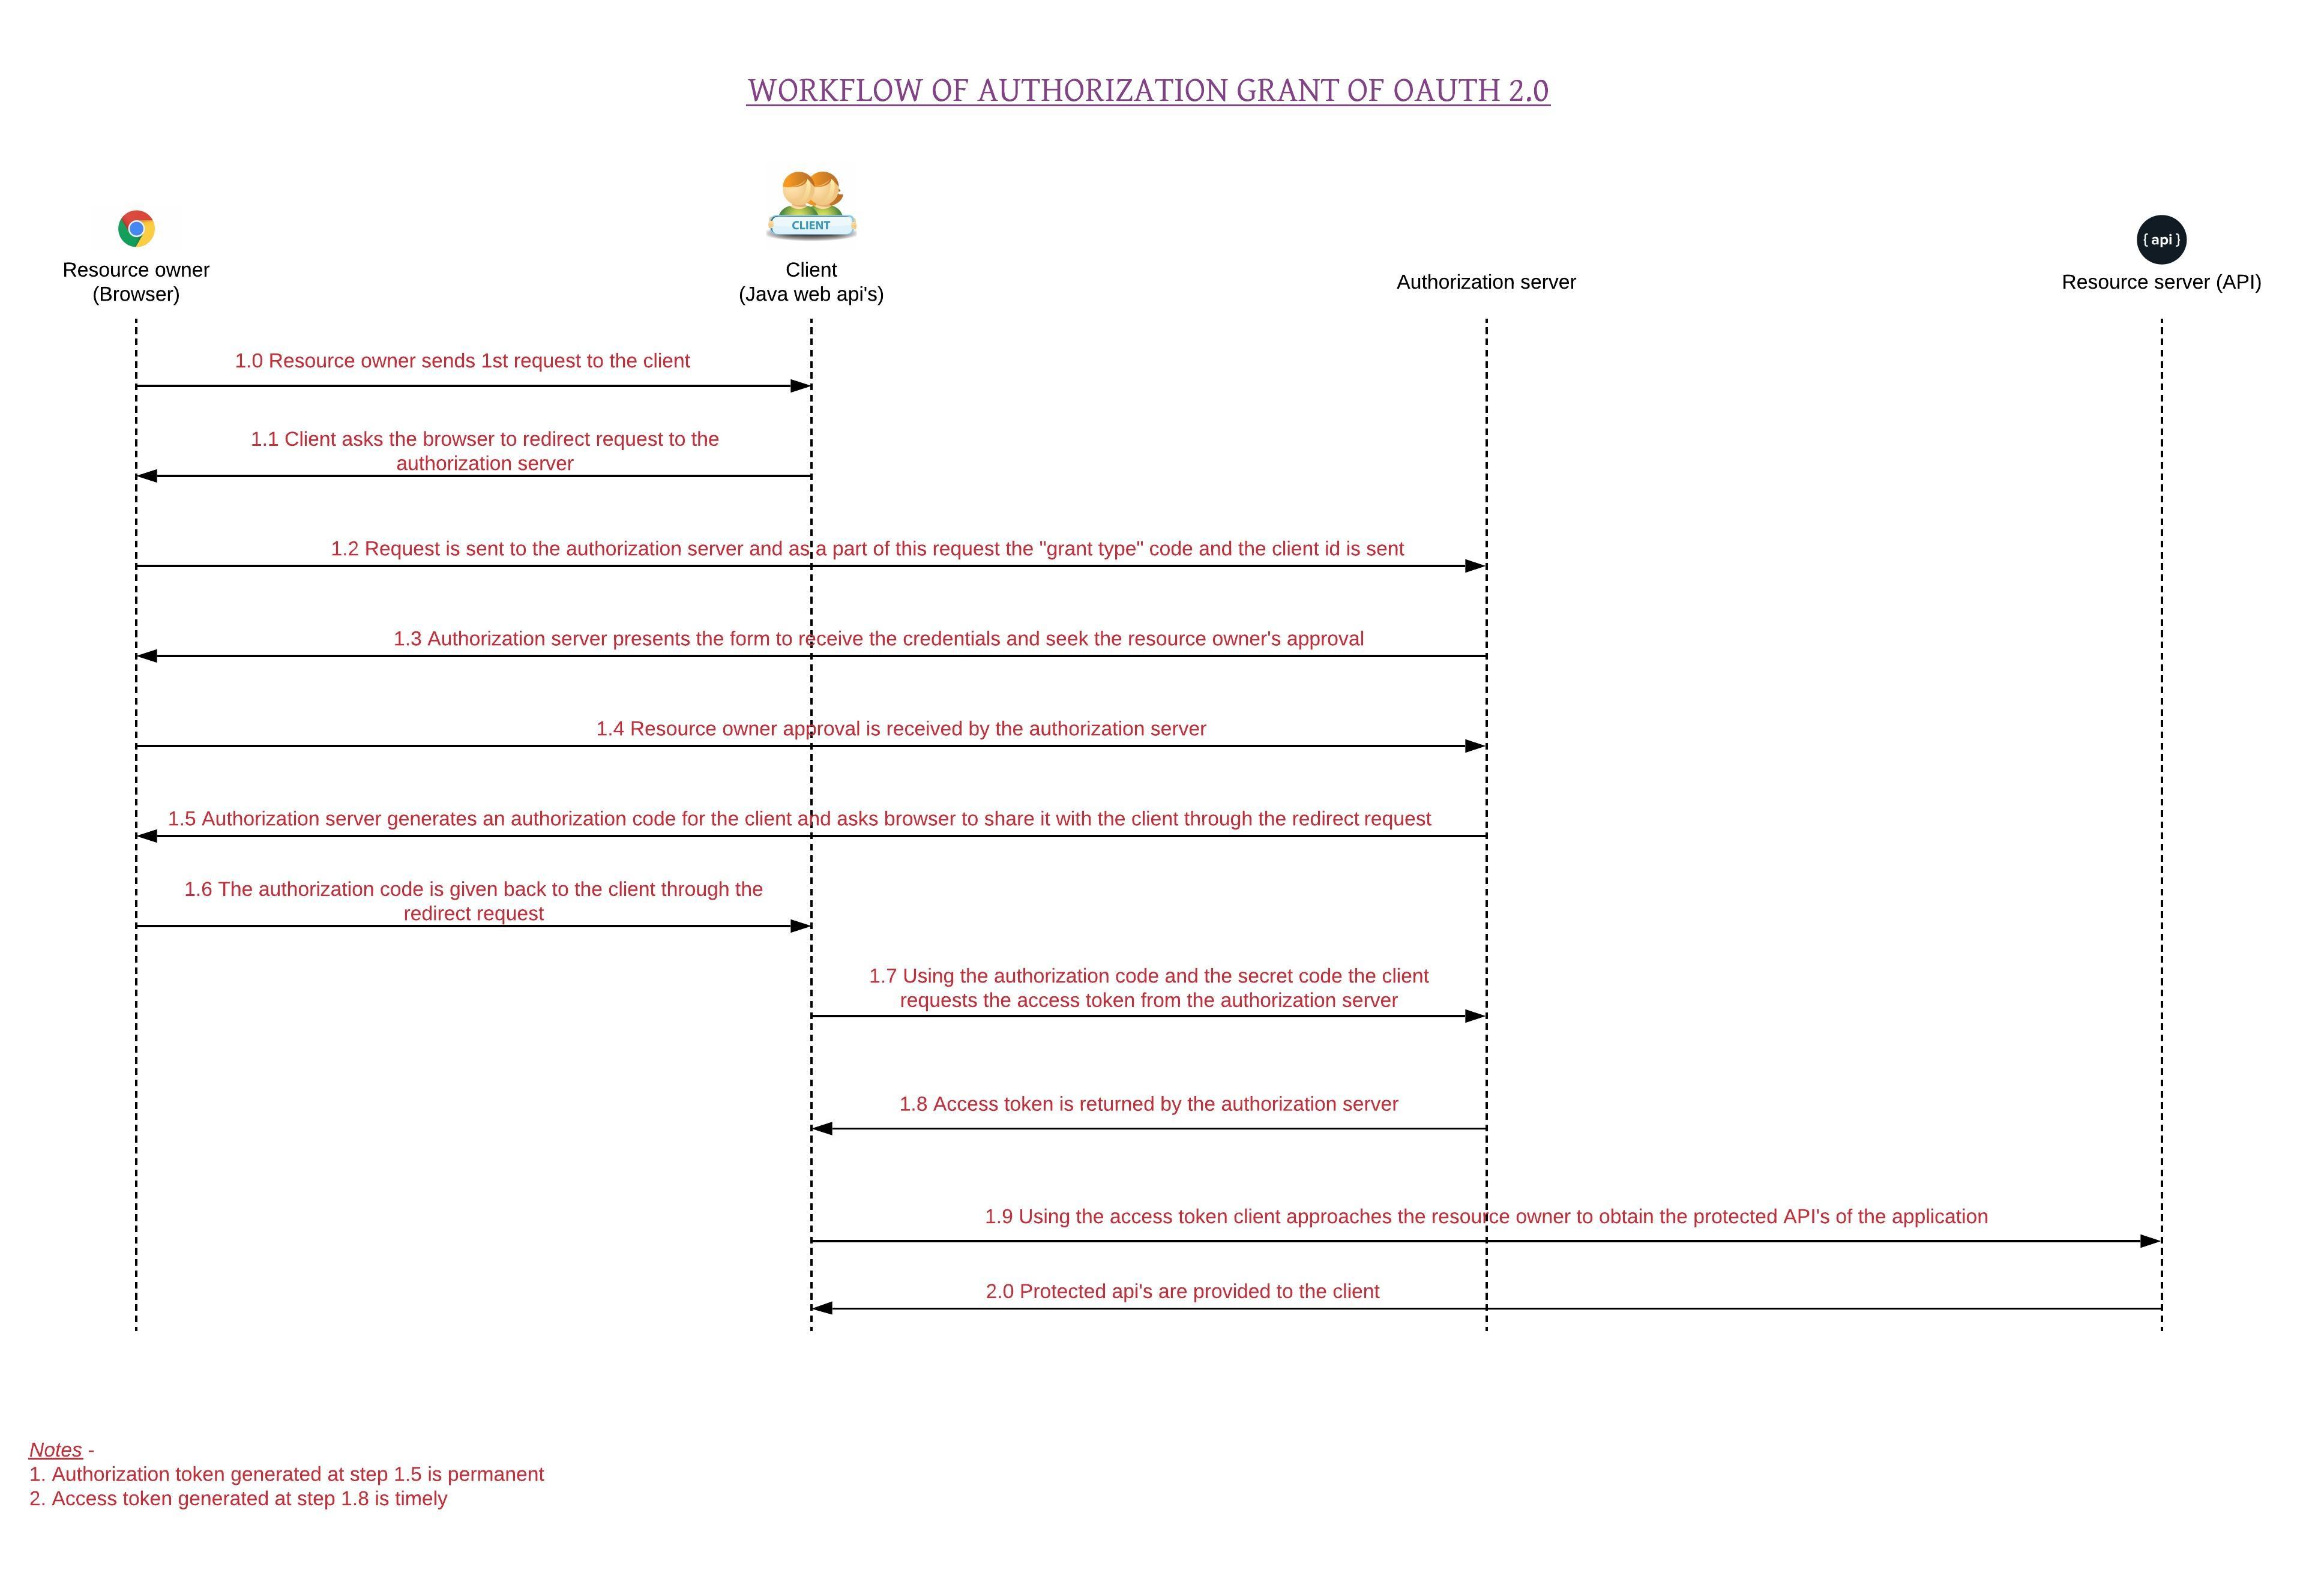 WORKFLOW OF AUTHORIZATION GRANT OF OAUTH 2.0
CLIENT
{ api }
Resource owner
(Browser)
Client
(Java web api's)
Authorization server
Resource server (API)
1.0 Resource owner sends 1st request to the client
1.1 Client asks the browser to redirect request to the
authorization server
1.2 Request is sent to the authorization server and as a part of this request the "grant type" code and the client id is sent
1.3 Authorization server presents the form to receive the credentials and seek the resource owner's approval
1.4 Resource owner approval is received by the authorization server
1.5 Authorization server generates an authorization code for the client and asks browser to share it with the client through the redirect request
1.6 The authorization code is given back to the client through the
redirect request
1.7 Using the authorization code and the secret code the client
requests the access token from the authorization server
1.8 Access token is returned by the authorization server
1.9 Using the access token client approaches the resource owner to obtain the protected API's of the application
2.0 Protected api's are provided to the client
Notes -
1. Authorization token generated at step 1.5 is permanent
2. Access token generated at step 1.8 is timely